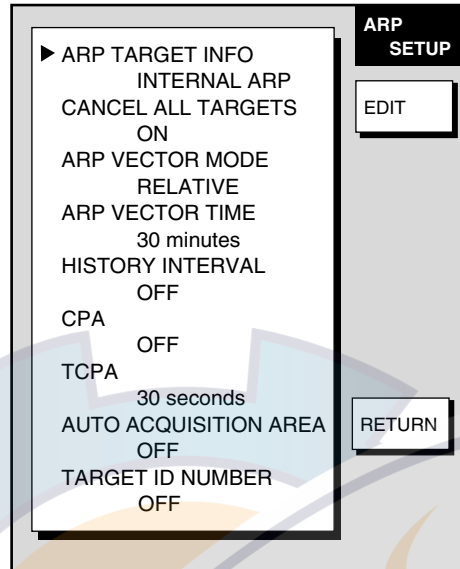 ARP TARGET INFO
INTERNAL ARP
CANCEL ALL TARGETS
ON
ARP VECTOR MODE
RELATIVE
ARP VECTOR TIME
30 minutes
HISTORY INTERVAL
OFF
CPA
OFF
TCPA
30 seconds
AUTO ACQUISITION AREA
OFF
TARGET ID NUMBER
OFF
ARP
SETUP
EDIT
RETURN